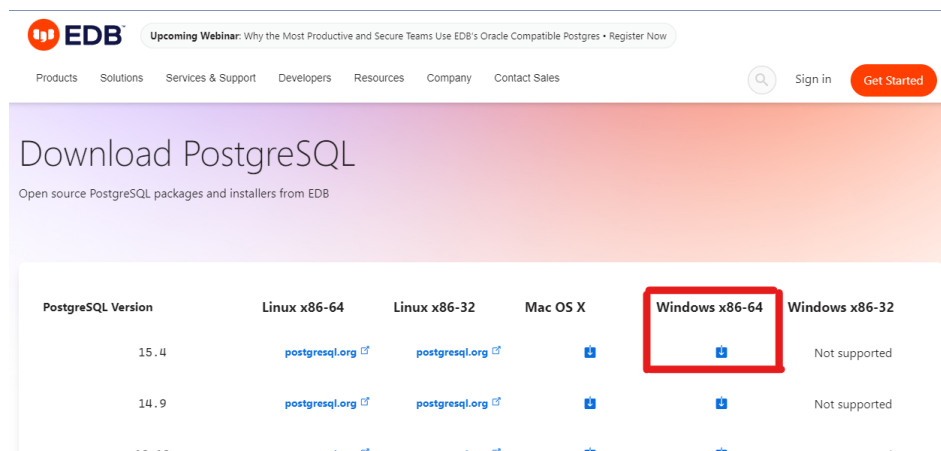 EDB
Upcoming Webinar: Why the Most Productive and Secure Teams Use EDB's Oracle Compatible Postgres • Register Now
Products Solutions Services & Support Developers Resources Company Contact Sales Sign in Get Started
Download PostgreSQL
Open source PostgreSQL packages and installers from EDB
PostgreSQL Version Linux x86-64 Linux x86-32 Mac OS X Windows x86-64 Windows x86-32
15.4 postgresql.org postgresql.org Not supported
14.9 postgresql.org postgresql.org Not supported